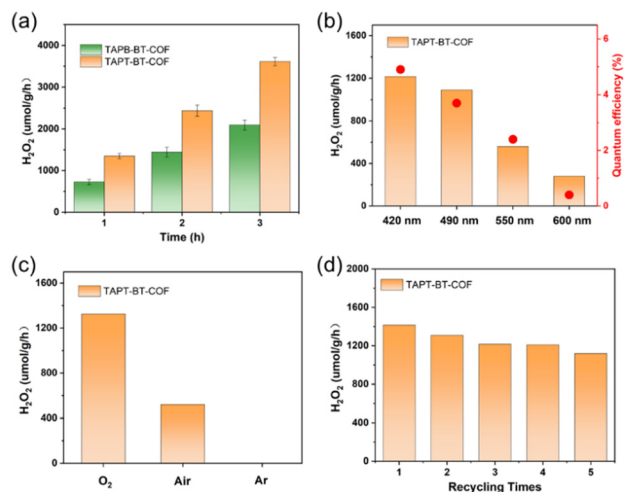 (a)
TAPB-BT-COF
TAPT-BT-COF
H₂O₂ (umol/g/h)
4000
3000
2000
1000
0
1 2 3
Time (h)
(b)
TAPT-BT-COF
H₂O₂ (umol/g/h)
1600
1200
800
400
0
6
4
2
0
Quantum efficiency (%)
420 nm 490 nm 550 nm 600 nm
(c)
TAPT-BT-COF
H₂O₂ (umol/g/h)
1600
1200
800
400
0
O₂ Air Ar
(d)
TAPT-BT-COF
H₂O₂ (umol/g/h)
2000
1600
1200
800
400
0
1 2 3 4 5
Recycling Times